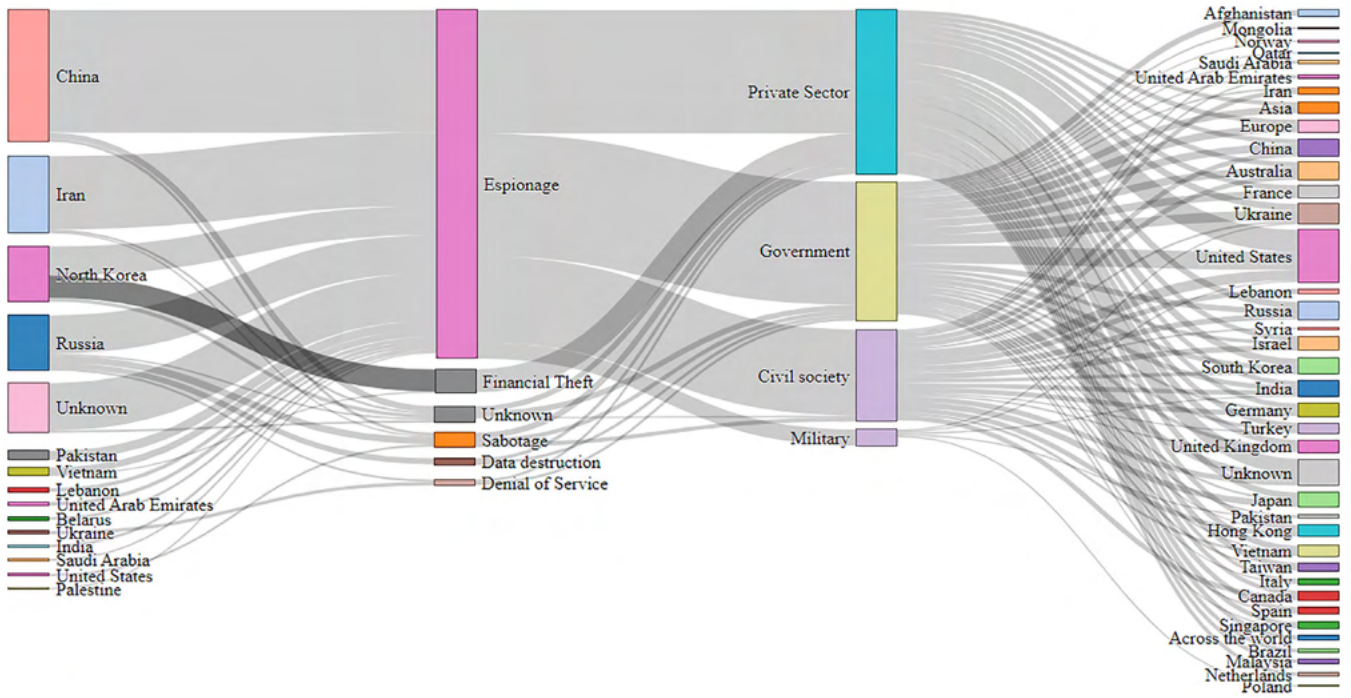 China
Iran
North Korea
Russia
Unknown
Pakistan
Vietnam
Lebanon
United Arab Emirates
Belarus
Ukraine
India
Saudi Arabia
United States
Palestine
Espionage
Financial Theft
Unknown
Sabotage
Data destruction
Denial of Service
Private Sector
Government
Civil society
Military
Afghanistan
Mongolia
Norway
Qatar
Saudi Arabia
United Arab Emirates
Iran
Asia
Europe
China
Australia
France
Ukraine
United States
Lebanon
Russia
Syria
Israel
South Korea
India
Germany
Turkey
United Kingdom
Unknown
Japan
Pakistan
Hong Kong
Vietnam
Taiwan
Italy
Canada
Spain
Singapore
Across the world
Brazil
Malaysia
Netherlands
Poland